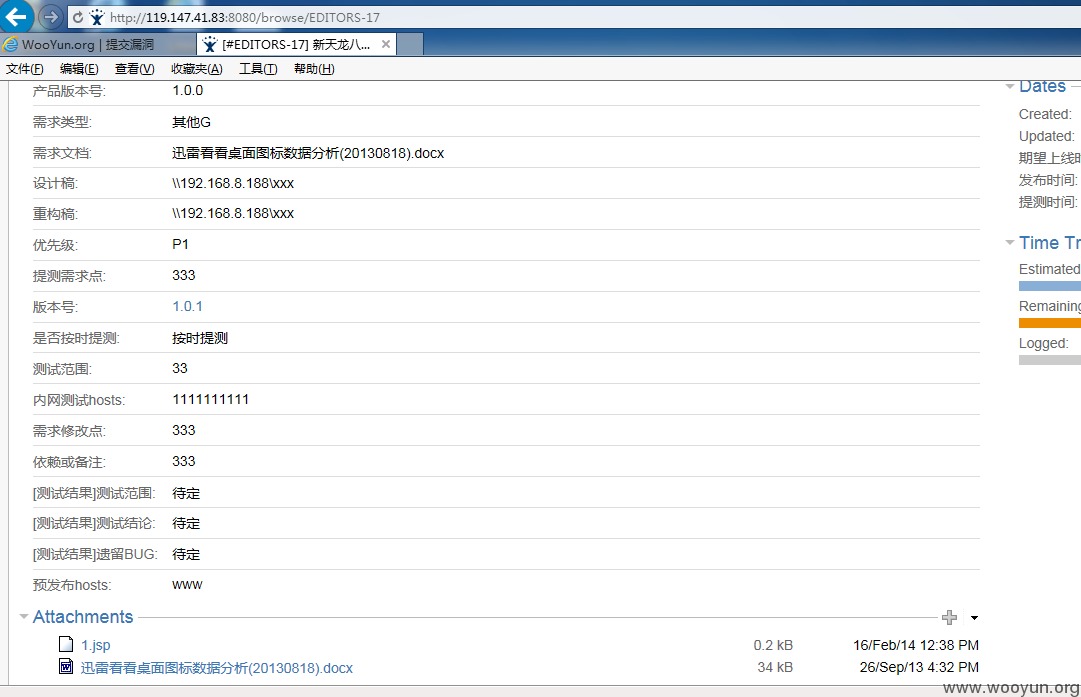 http://119.147.41.83:8080/browse/EDITORS-17
WooYun.org | 提交漏洞
[#EDITORS-17] 新天龙八...
文件(F) 编辑(E) 查看(V) 收藏夹(A) 工具(T) 帮助(H)
产品版本号: 1.0.0
需求类型: 其他G
需求文档: 迅雷看看桌面图标数据分析(20130818).docx
设计稿: \\192.168.8.188\xxx
重构稿: \\192.168.8.188\xxx
优先级: P1
提测需求点: 333
版本号: 1.0.1
是否按时提测: 按时提测
测试范围: 33
内网测试hosts: 1111111111
需求修改点: 333
依赖或备注: 333
[测试结果]测试范围: 待定
[测试结果]测试结论: 待定
[测试结果]遗留BUG: 待定
预发布hosts: www
Attachments
1.jsp 0.2 kB 16/Feb/14 12:38 PM
迅雷看看桌面图标数据分析(20130818).docx 34 kB 26/Sep/13 4:32 PM
Dates
Created:
Updated:
期望上线
发布时间:
提测时间:
Time Tr
Estimated
Remaining
Logged:
www.wooyun.org